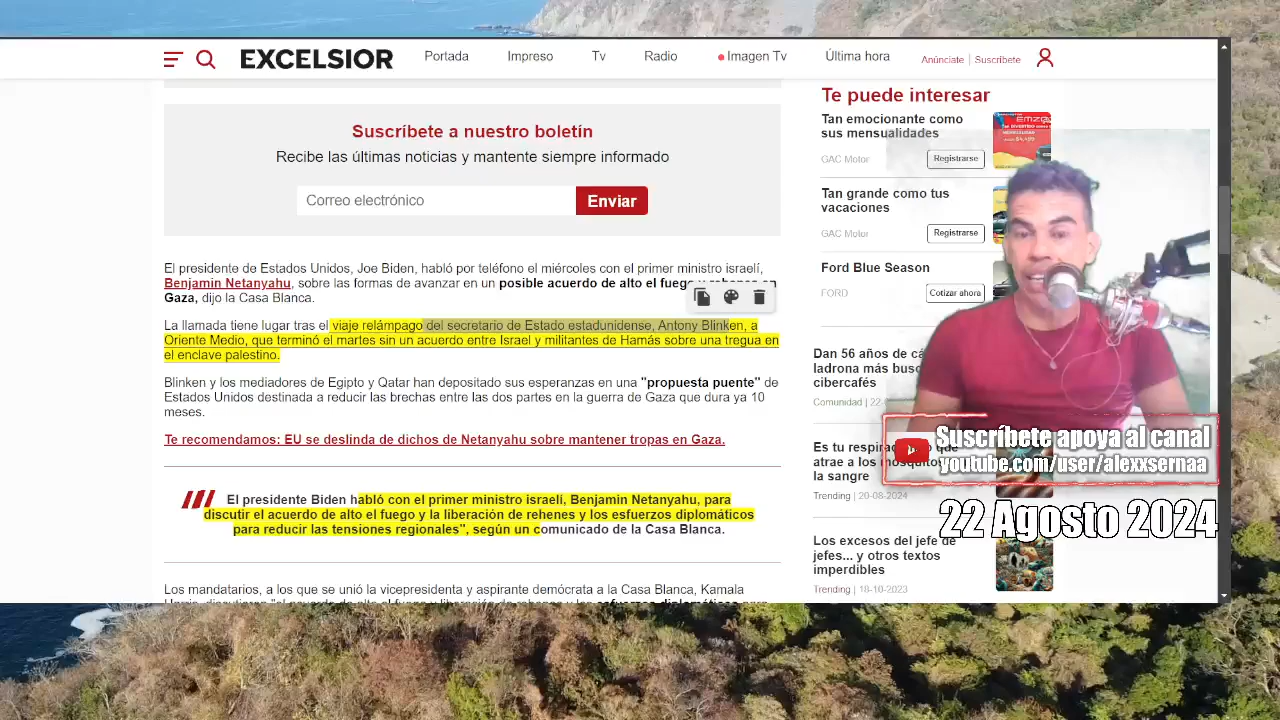 EXCELSIOR
Portada
Impreso
Tv
Radio
Imagen Tv
Última hora
Anúnciate | Suscríbete
Suscríbete a nuestro boletín
Recibe las últimas noticias y mantente siempre informado
Correo electrónico
Enviar
El presidente de Estados Unidos, Joe Biden, habló por teléfono el miércoles con el primer ministro israelí,
Benjamin Netanyahu, sobre las formas de avanzar en un posible acuerdo de alto el fuego y rehenes en
Gaza, dijo la Casa Blanca.
La llamada tiene lugar tras el viaje relámpago del secretario de Estado estadunidense, Antony Blinken, a
Oriente Medio, que terminó el martes sin un acuerdo entre Israel y militantes de Hamás sobre una tregua en
el enclave palestino.
Blinken y los mediadores de Egipto y Qatar han depositado sus esperanzas en una "propuesta puente" de
Estados Unidos destinada a reducir las brechas entre las dos partes en la guerra de Gaza que dura ya 10
meses.
Te recomendamos: EU se deslinda de dichos de Netanyahu sobre mantener tropas en Gaza.
El presidente Biden habló con el primer ministro israelí, Benjamin Netanyahu, para
discutir el acuerdo de alto el fuego y la liberación de rehenes y los esfuerzos diplomáticos
para reducir las tensiones regionales", según un comunicado de la Casa Blanca.
Los mandatarios, a los que se unió la vicepresidenta y aspirante demócrata a la Casa Blanca, Kamala
Te puede interesar
Tan emocionante como
sus mensualidades
GAC Motor
Registrarse
Tan grande como tus
vacaciones
GAC Motor
Registrarse
Ford Blue Season
FORD
Cotizar ahora
Dan 56 años de
ladrona más
cibercafés
Comunidad |
Es tu
que
atrae a los
la sangre
Trending | 20-08-2024
Los excesos del jefe de
jefes... y otros textos
imperdibles
Trending | 18-10-2023
Suscríbete apoya al canal
youtube.com/user/alexxsernaa
22 Agosto 2024